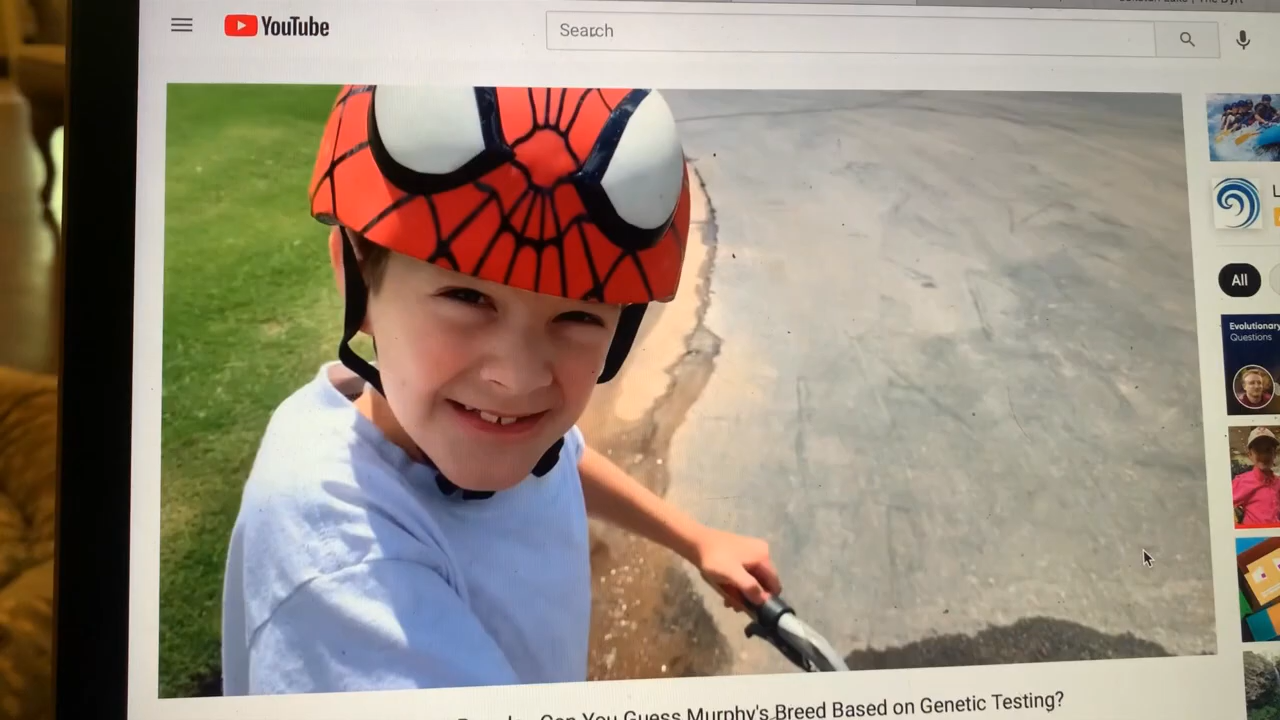 YouTube
Search
All
Evolutionary
Questions
Can You Guess Murphy's Breed Based on Genetic Testing?